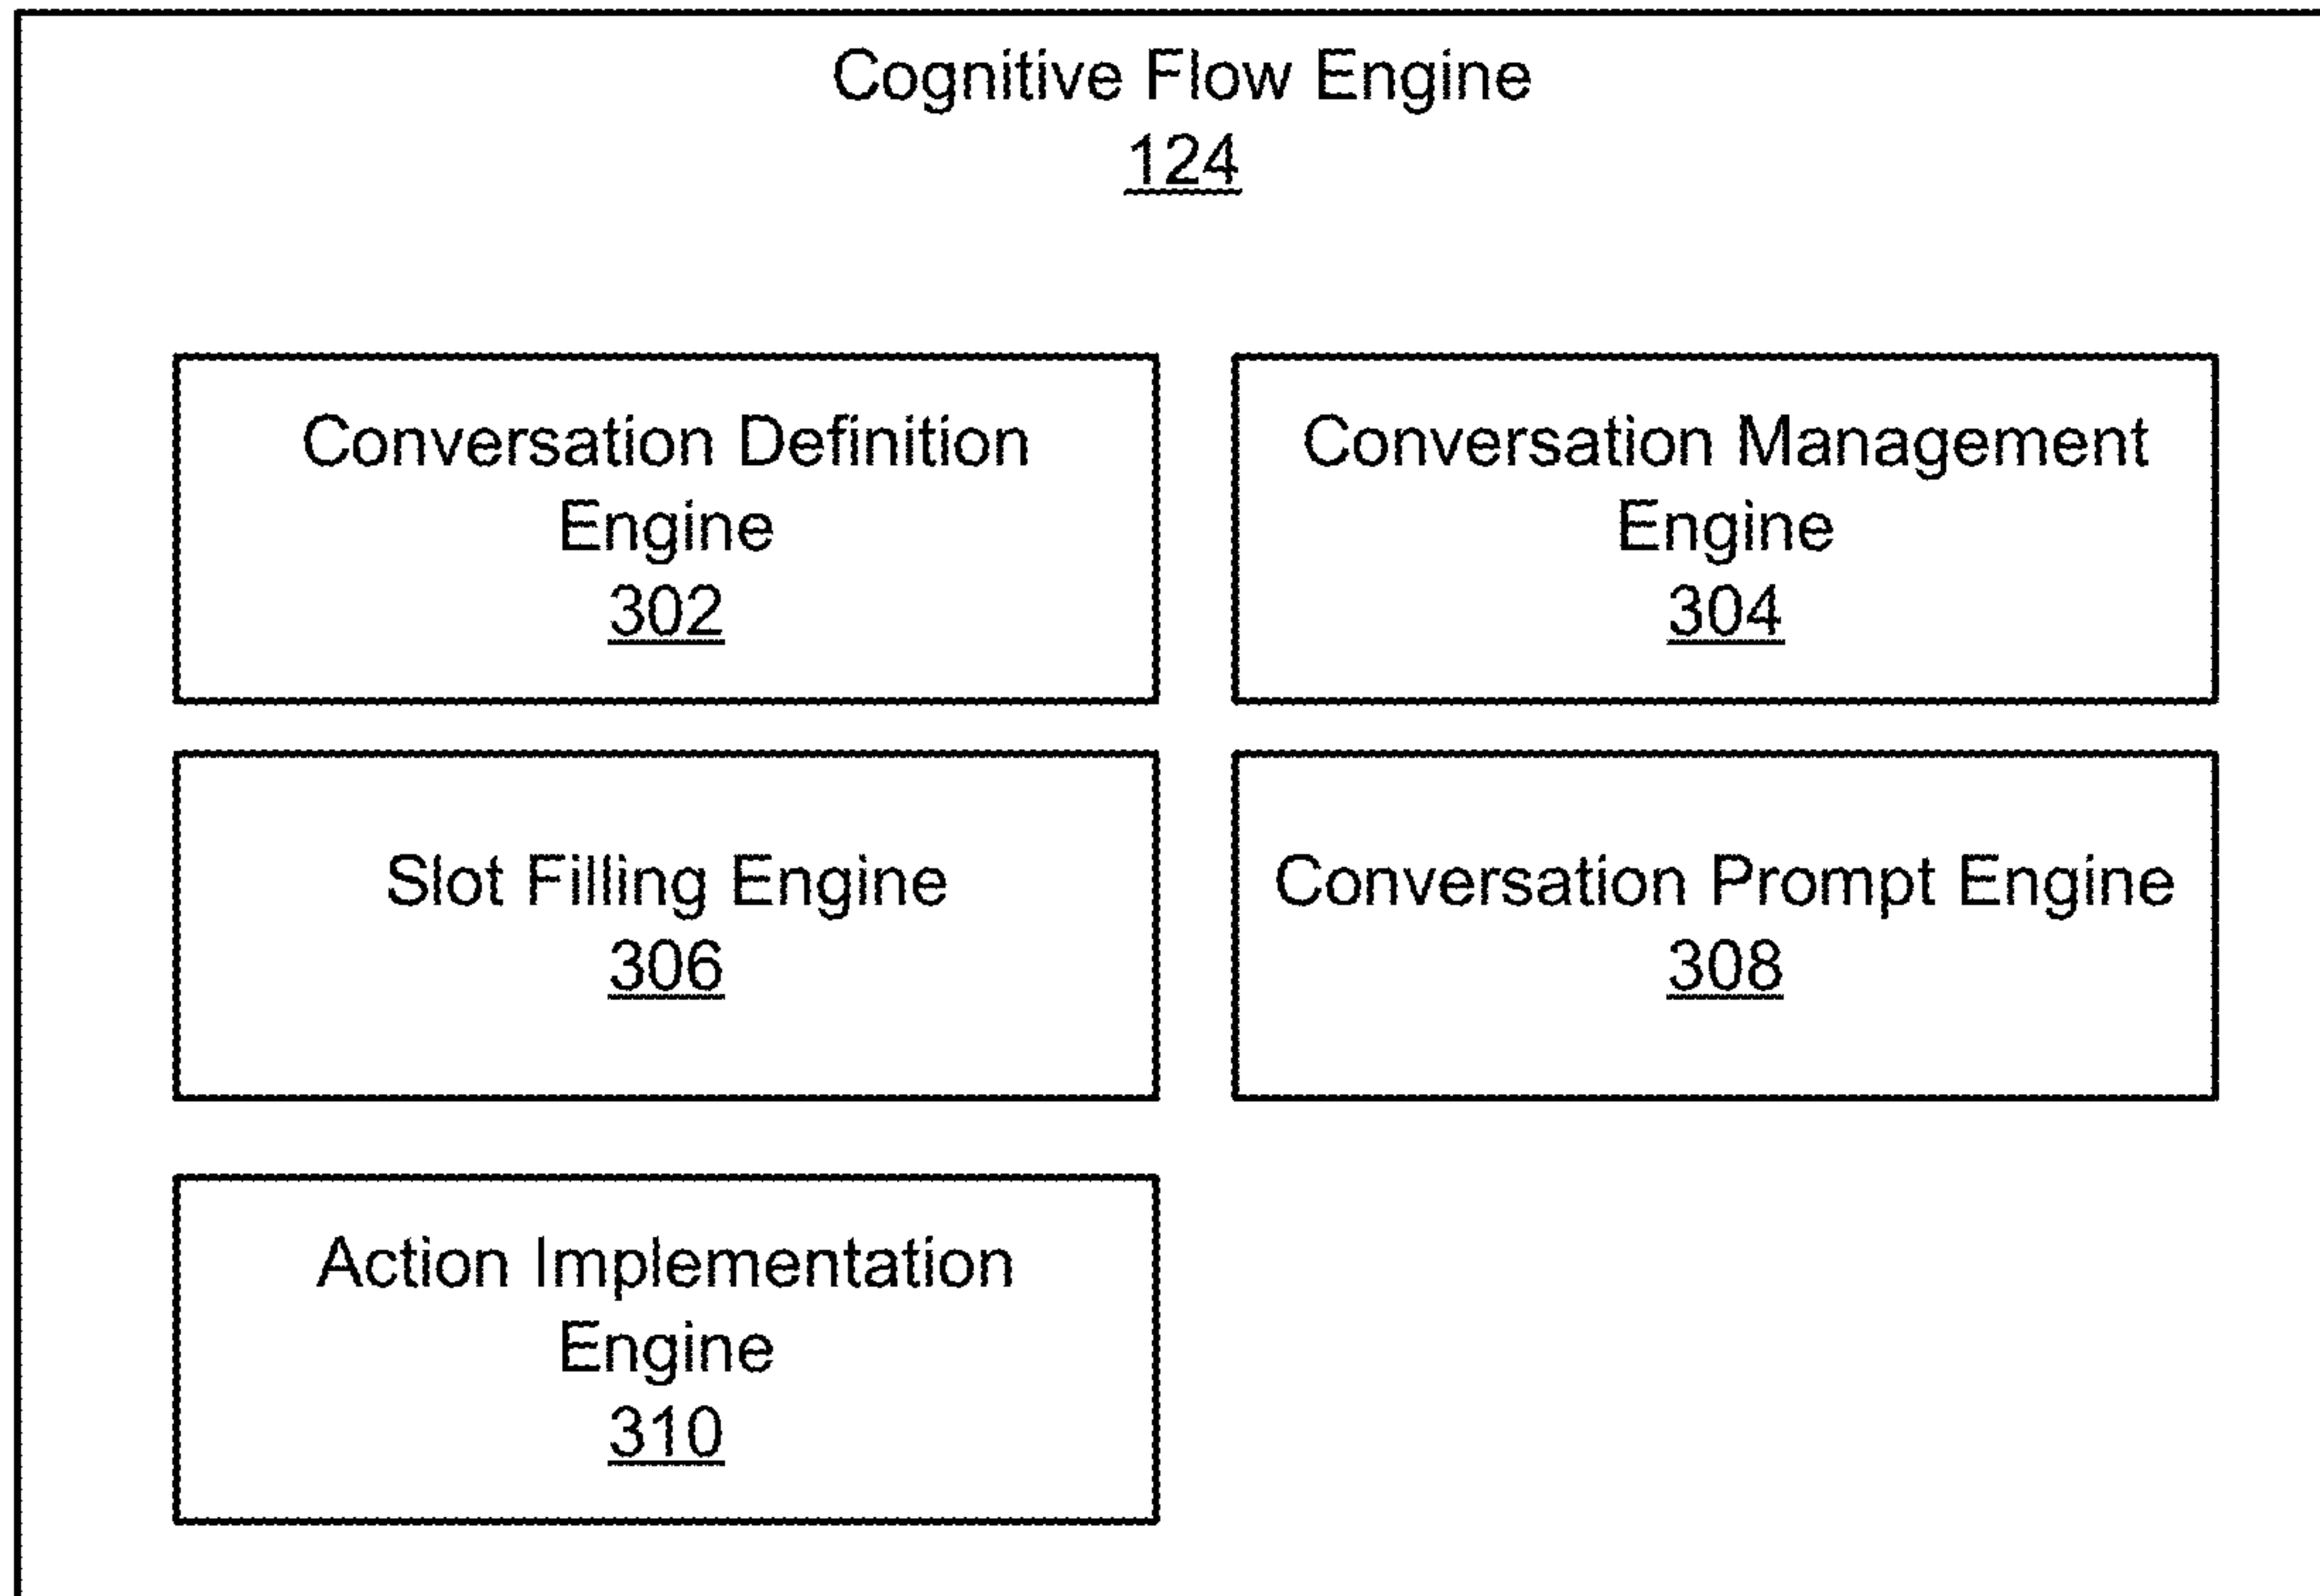 Cognitive Flow Engine
124
Conversation Definition
Engine
302
Conversation Management
Engine
304
Slot Filling Engine
306
Conversation Prompt Engine
308
Action Implementation
Engine
310